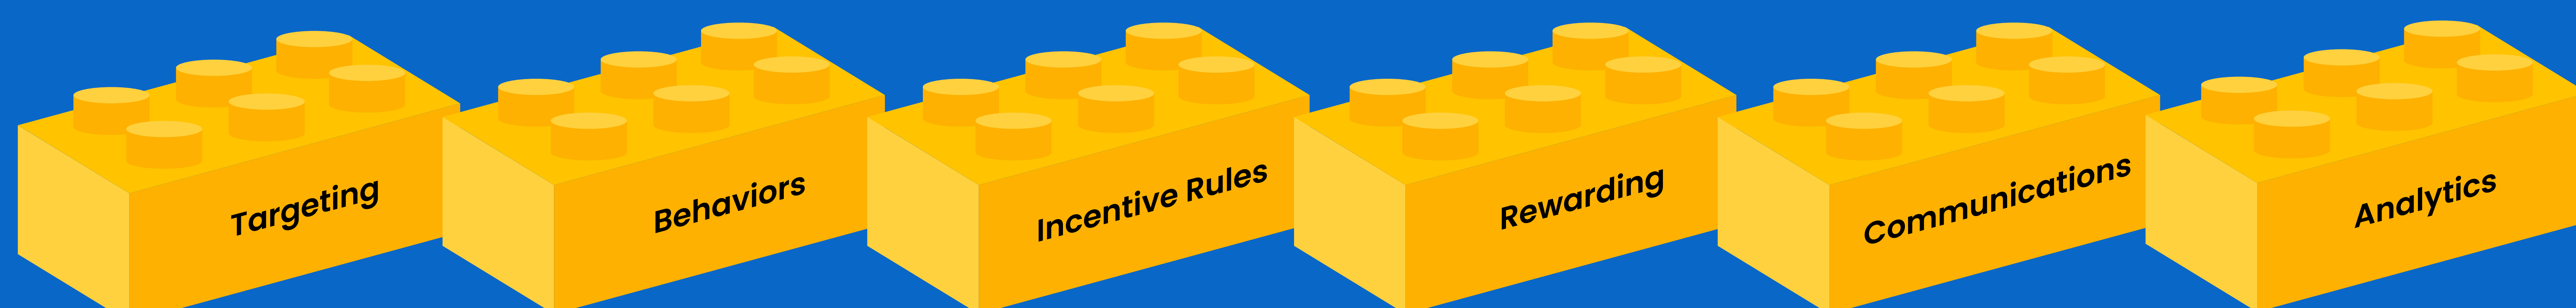 Targeting
Behaviors
Incentive Rules
Rewarding
Communications
Analytics